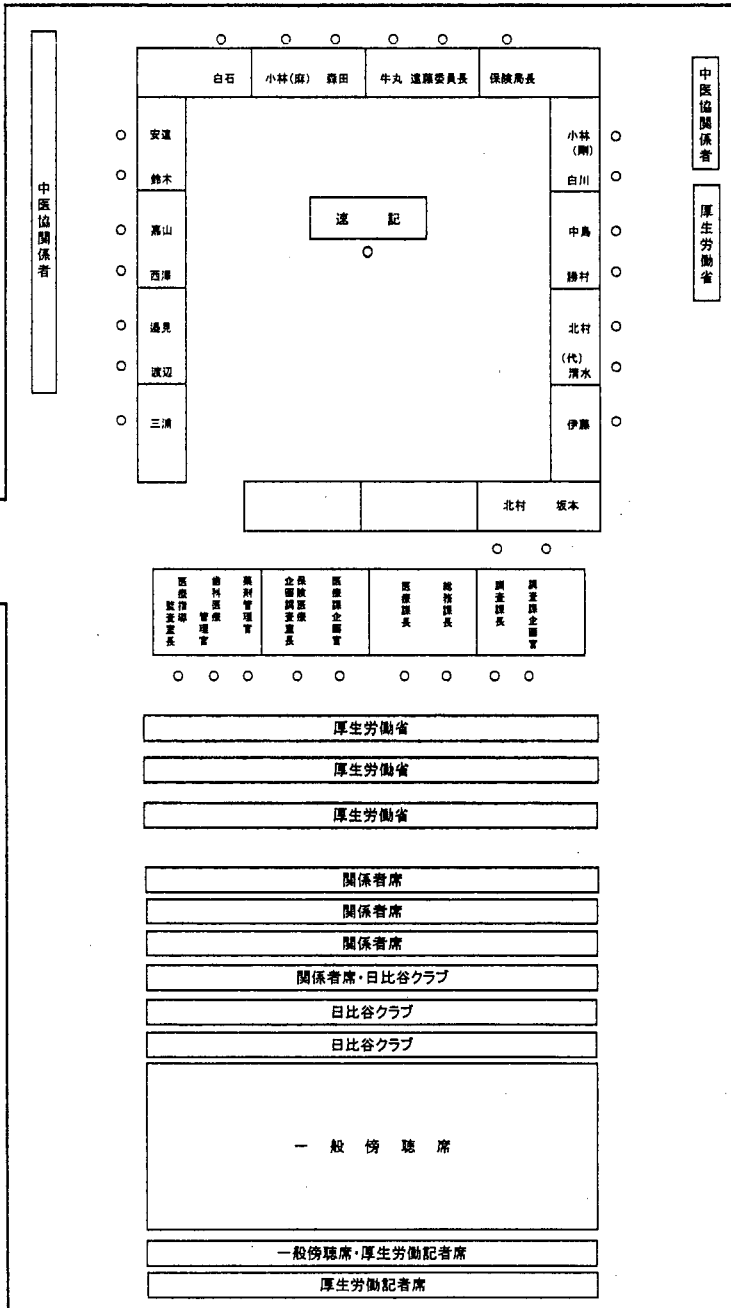 白石 小林(麻) 森田 牛丸 遠藤委員長 保険局長
中医協関係者
安達
鈴木
嘉山
西澤
邉見
渡辺
三浦
速 記
小林
(剛)
白川
中島
勝村
北村
(代)
清水
伊藤
中医協関係者
厚生労働省
北村 坂本
医療指導
監査室長
歯科医療
管理官
薬剤管理官
保険医療
企画調査室長
医療課企画官
医療課長
総務課長
調査課長
調査課企画官
厚生労働省
厚生労働省
厚生労働省
関係者席
関係者席
関係者席
関係者席・日比谷クラブ
日比谷クラブ
日比谷クラブ
一 般 傍 聴 席
一般傍聴席・厚生労働記者席
厚生労働記者席